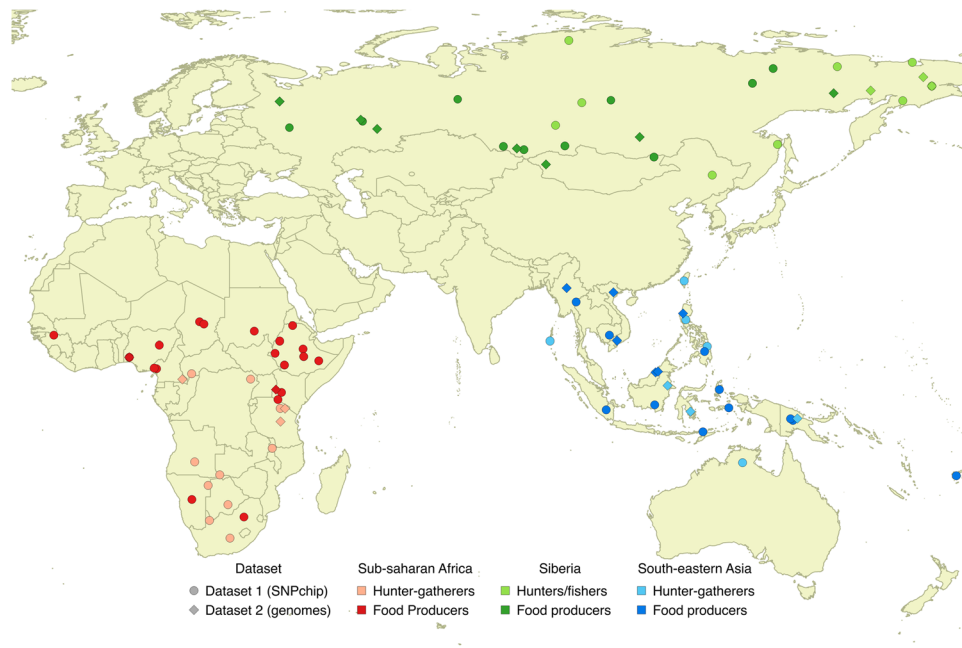 Dataset Sub-saharan Africa Siberia South-eastern Asia
Dataset 1 (SNPchip) Hunter-gatherers Hunters/fishers Hunter-gatherers
Dataset 2 (genomes) Food Producers Food producers Food producers